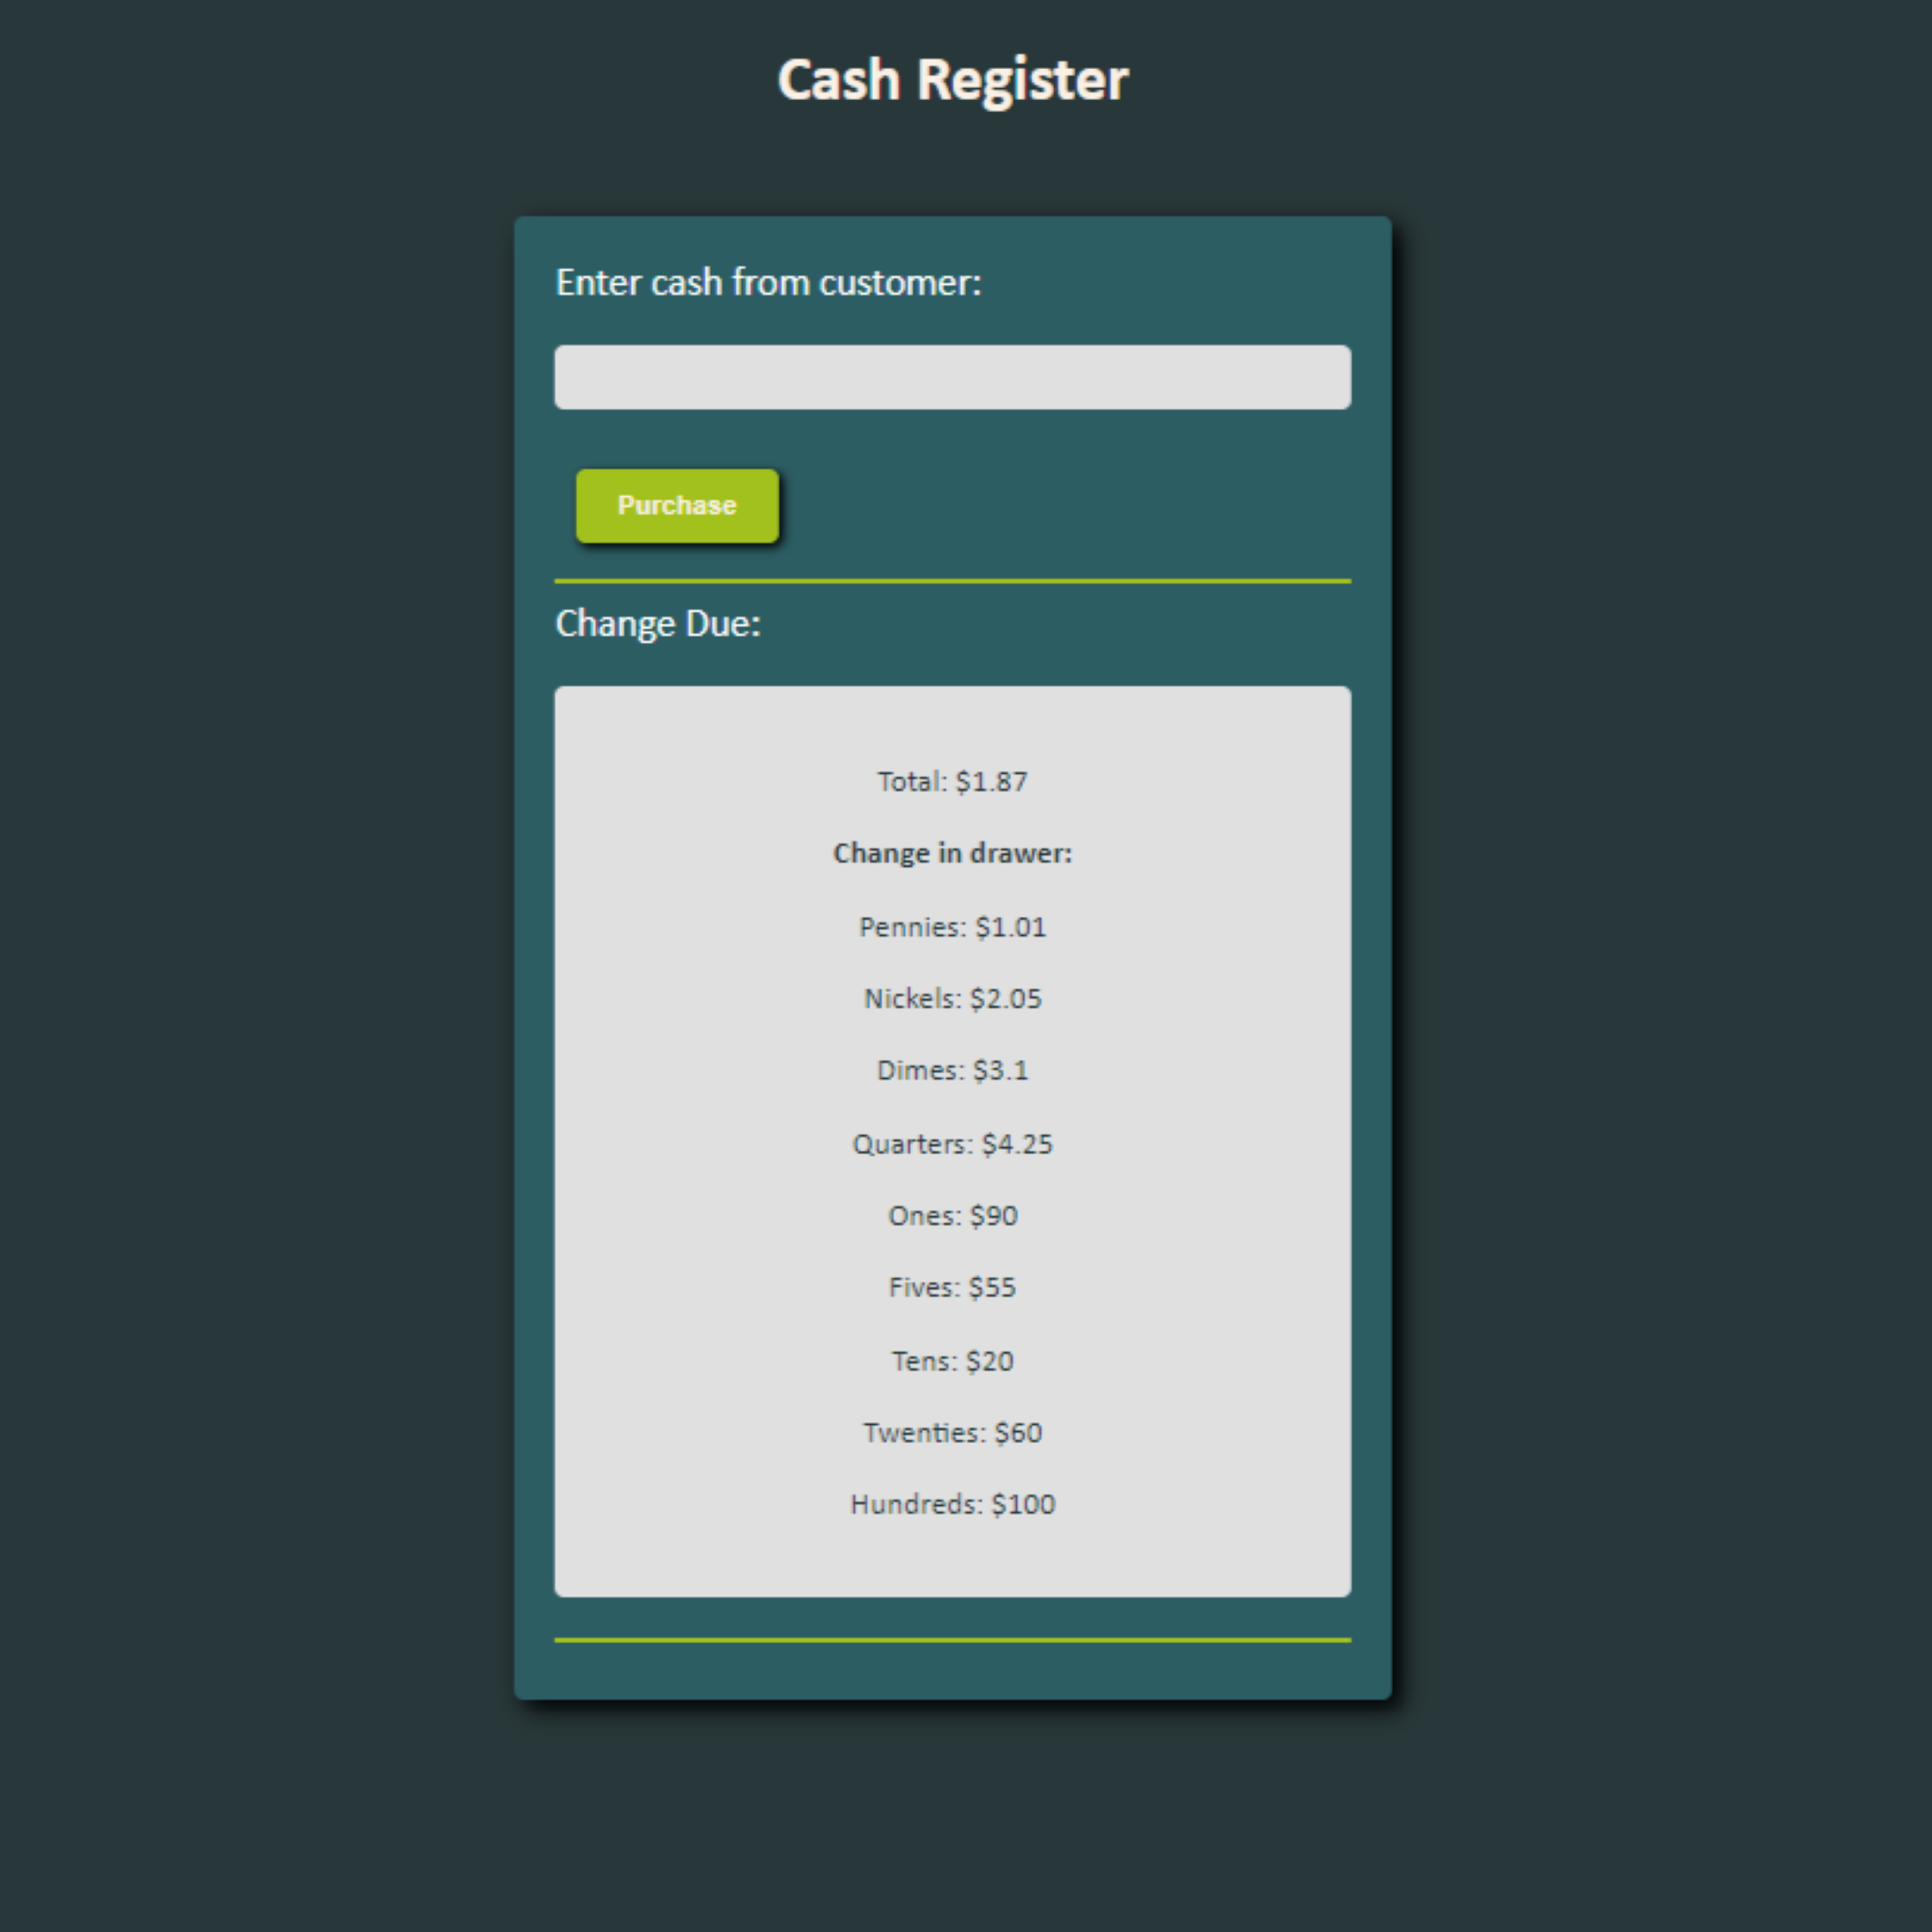 Cash Register
Enter cash from customer:
Purchase
Change Due:
Total: $1.87
Change in drawer:
Pennies: $1.01
Nickels: $2.05
Dimes: $3.1
Quarters: $4.25
Ones: $90
Fives: $55
Tens: $20
Twenties: $60
Hundreds: $100